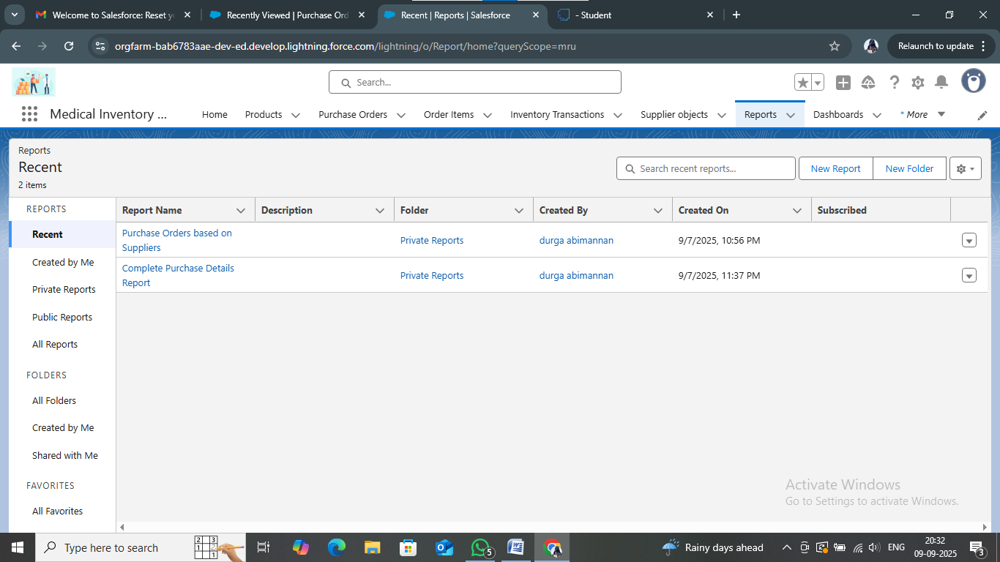 Welcome to Salesforce: Reset y
Recently Viewed | Purchase Ord
Recent | Reports | Salesforce
- Student
orgfarm-bab6783aae-dev-ed.develop.lightning.force.com/lightning/o/Report/home?queryScope=mru
Relaunch to update
Search...
Medical Inventory ...
Home
Products
Purchase Orders
Order Items
Inventory Transactions
Supplier objects
Reports
Dashboards
* More
Reports
Recent
2 items
Search recent reports...
New Report
New Folder
REPORTS
Recent
Created by Me
Private Reports
Public Reports
All Reports
FOLDERS
All Folders
Created by Me
Shared with Me
FAVORITES
All Favorites
Report Name
Description
Folder
Created By
Created On
Subscribed
Purchase Orders based on
Suppliers
Private Reports
durga abimannan
9/7/2025, 10:56 PM
Complete Purchase Details
Report
Private Reports
durga abimannan
9/7/2025, 11:37 PM
Activate Windows
Go to Settings to activate Windows.
Type here to search
5
Rainy days ahead
ENG
20:32
09-09-2025
3